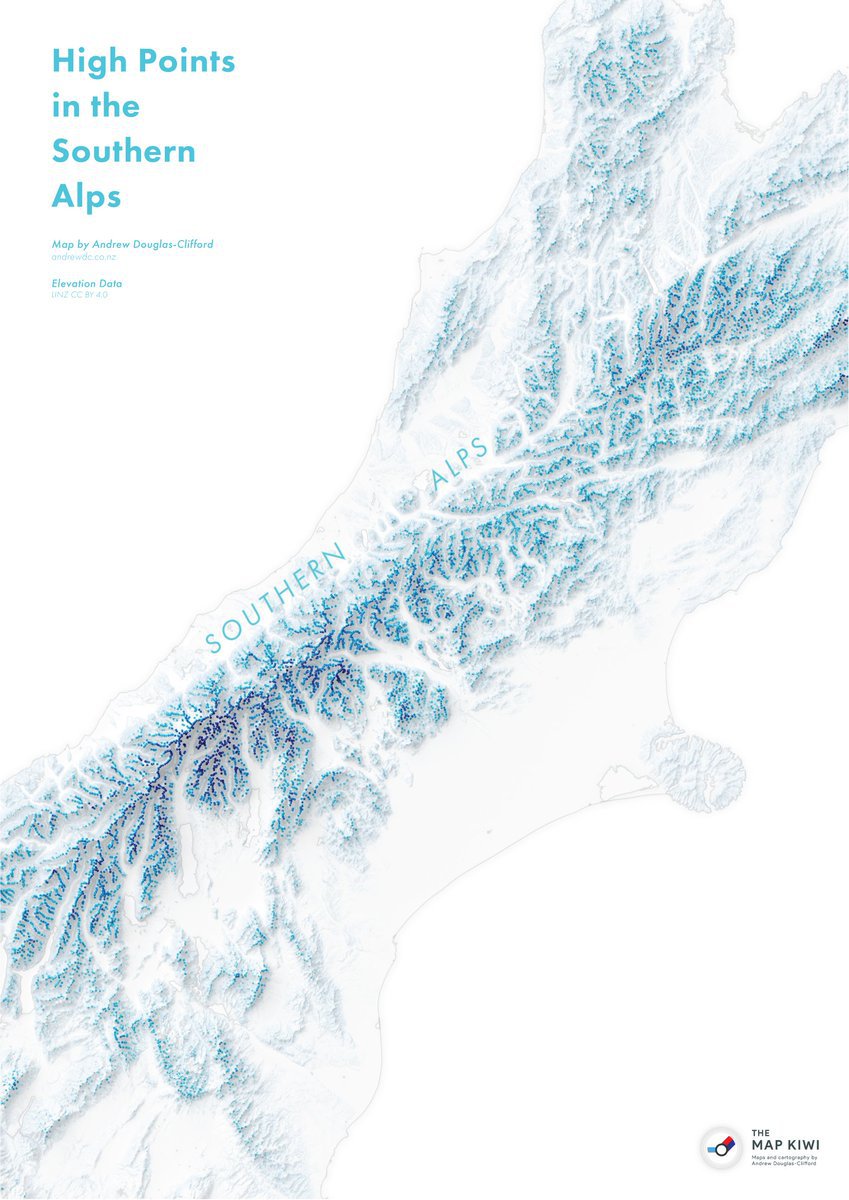 High Points
in the
Southern
Alps
Map by Andrew Douglas-Clifford
andrewdc.co.nz
Elevation Data
LINZ CC BY 4.0
SOUTHERN ALPS
THE
MAP KIWI
Maps and cartography by
Andrew Douglas-Clifford